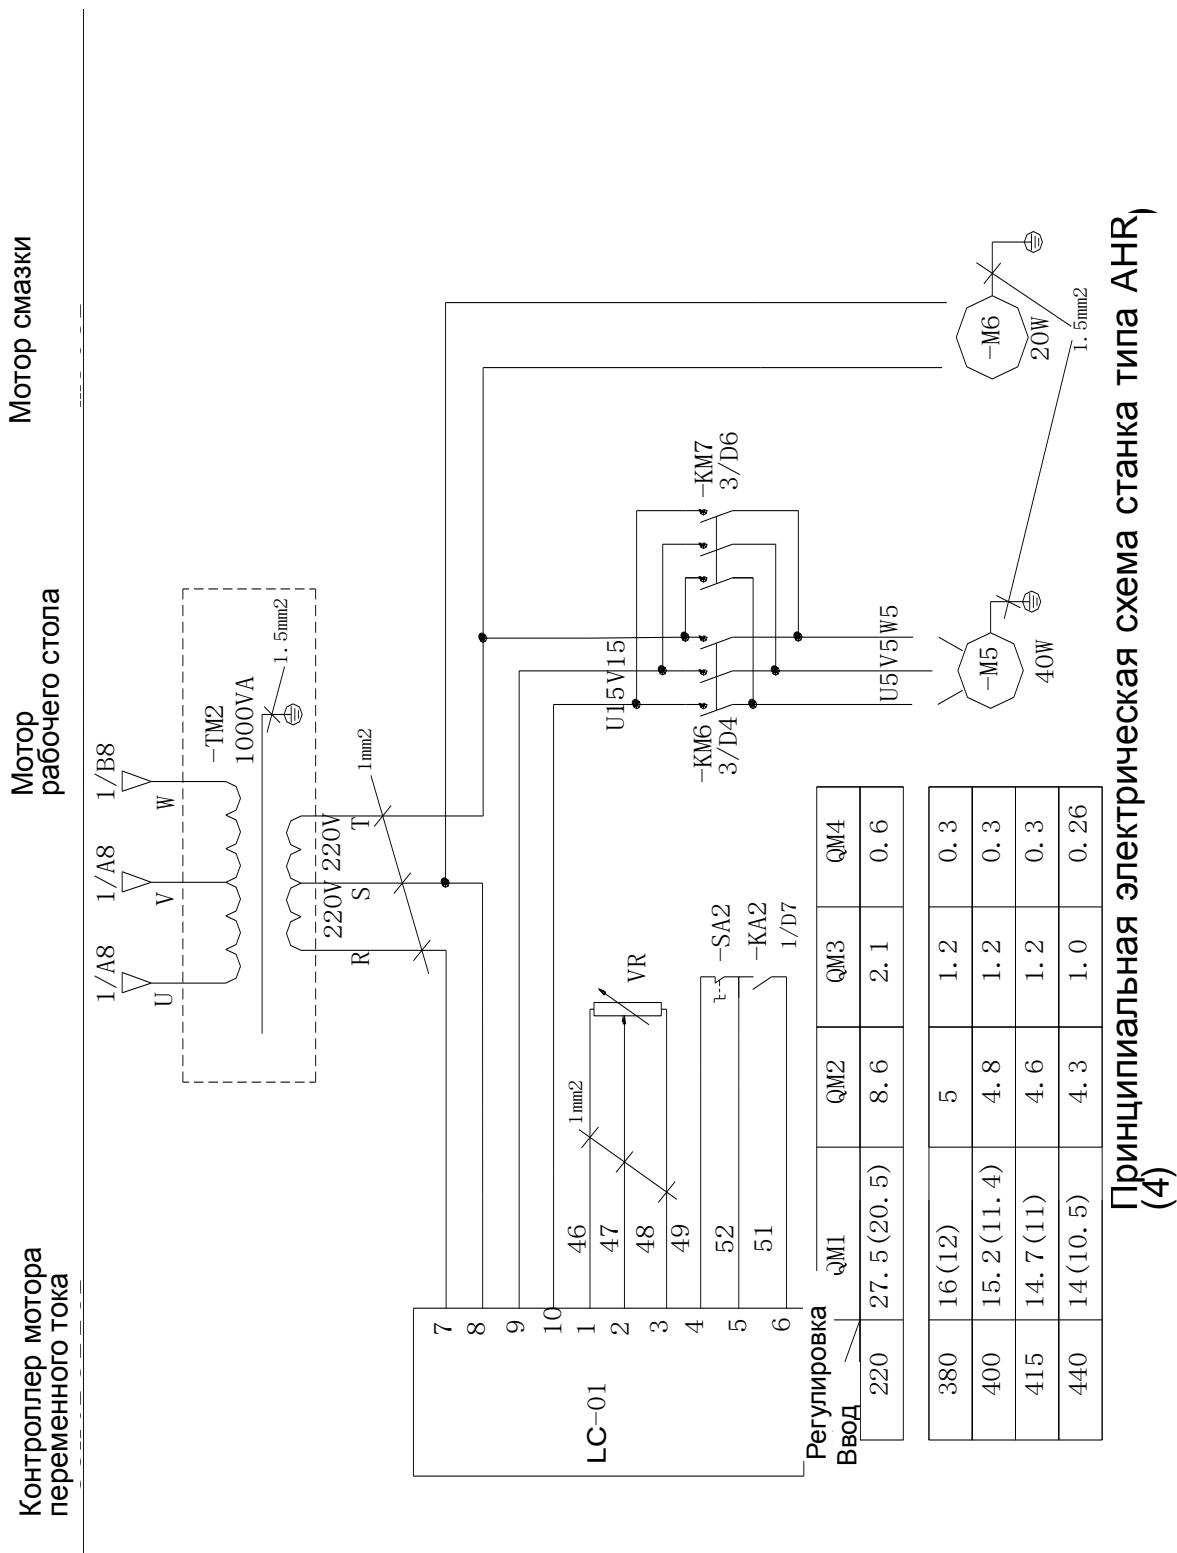 Контроллер мотора
переменного тока
Мотор
рабочего стола
Мотор смазки
1/A8
1/A8
1/B8
U
V
W
-TM2
1000VA
1.5mm2
220V 220V
R
S
T
1mm2
7
8
9
10
1
2
3
4
5
6
LC-01
46
47
48
49
52
51
1mm2
VR
-SA2
-KA2
1/D7
U15V15
-KM6
3/D4
-KM7
3/D6
U5V5W5
-M5
40W
-M6
20W
1.5mm2
Регулировка
Ввод
QM1 QM2 QM3 QM4
220 27.5(20.5) 8.6 2.1 0.6
380 16(12) 5 1.2 0.3
400 15.2(11.4) 4.8 1.2 0.3
415 14.7(11) 4.6 1.2 0.3
440 14(10.5) 4.3 1.0 0.26
Принципиальная электрическая схема станка типа AHR)
(4)